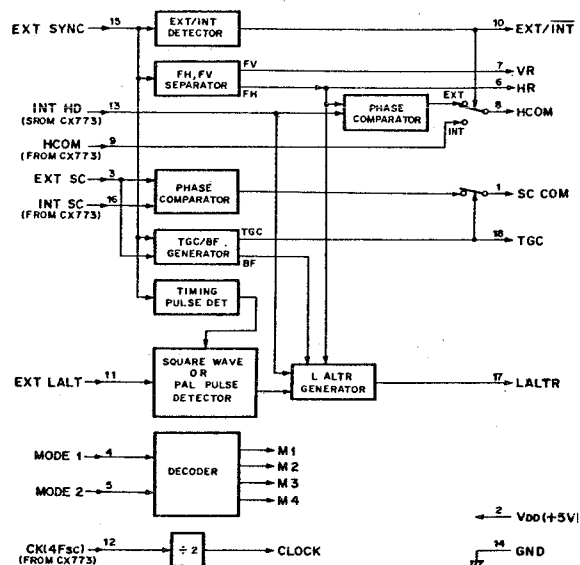 EXT SYNC 15 EXT/INT DETECTOR 10 EXT/INT
FH, FV SEPARATOR FV 7 VR
FH 6 HR
INT HD 13
(SROM CX773)
PHASE COMPARATOR EXT 8 HCOM
INT
HCOM 9
(FROM CX773)
EXT SC 3
INT SC 16
(FROM CX773)
PHASE COMPARATOR 1 SC COM
TGC/BF GENERATOR TGC 18 TGC
BF
TIMING PULSE DET
EXT LALT 11
SQUARE WAVE
OR
PAL PULSE
DETECTOR
L ALTR GENERATOR 17 LALTR
MODE 1 4
MODE 2 5
DECODER
M1
M2
M3
M4
2 VDD(+5V)
CK(4Fsc) 12
(FROM CX773)
÷ 2 CLOCK
14 GND